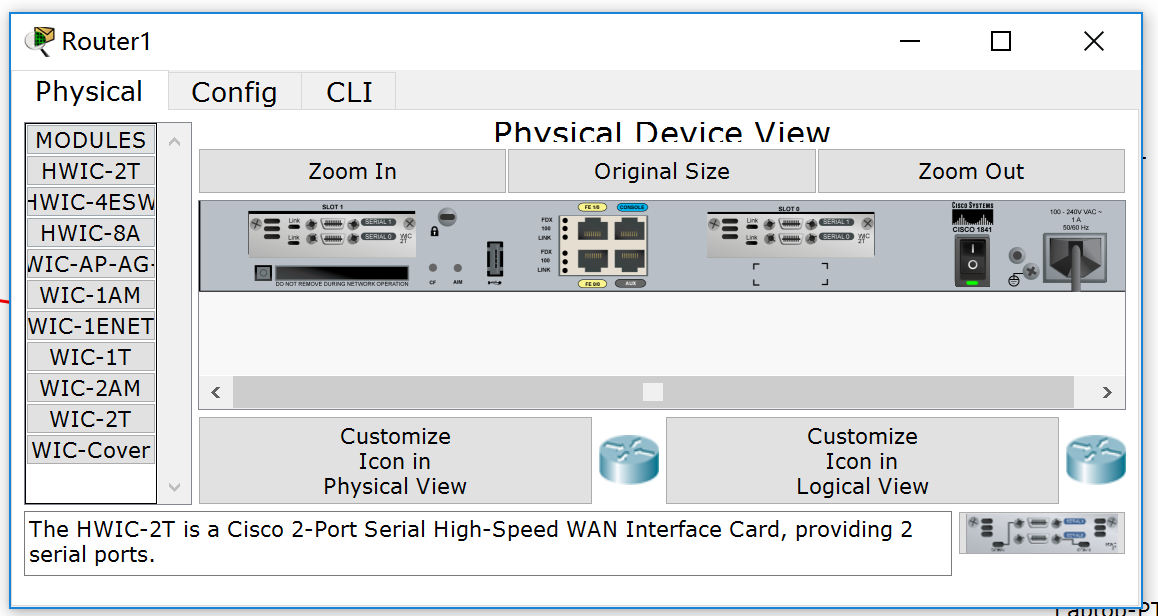 Router1
Physical
Config
CLI
MODULES
HWIC-2T
HWIC-4ESW
HWIC-8A
WIC-AP-AG-
WIC-1AM
WIC-1ENET
WIC-1T
WIC-2AM
WIC-2T
WIC-Cover
Physical Device View
Zoom In
Original Size
Zoom Out
SLOT 1
Link
SERIAL 1
Link
SERIAL 0
WIC
2T
DO NOT REMOVE DURING NETWORK OPERATION
CF
AIM
FE 1/0
CONSOLE
FDX
100
LINK
FDX
100
LINK
FE 0/0
AUX
SLOT 0
Link
SERIAL 1
Link
SERIAL 0
WIC
2T
CISCO SYSTEMS
CISCO 1841
100 - 240V VAC ~
1 A
50/60 Hz
Customize
Icon in
Physical View
Customize
Icon in
Logical View
The HWIC-2T is a Cisco 2-Port Serial High-Speed WAN Interface Card, providing 2
serial ports.
Laptop-PT